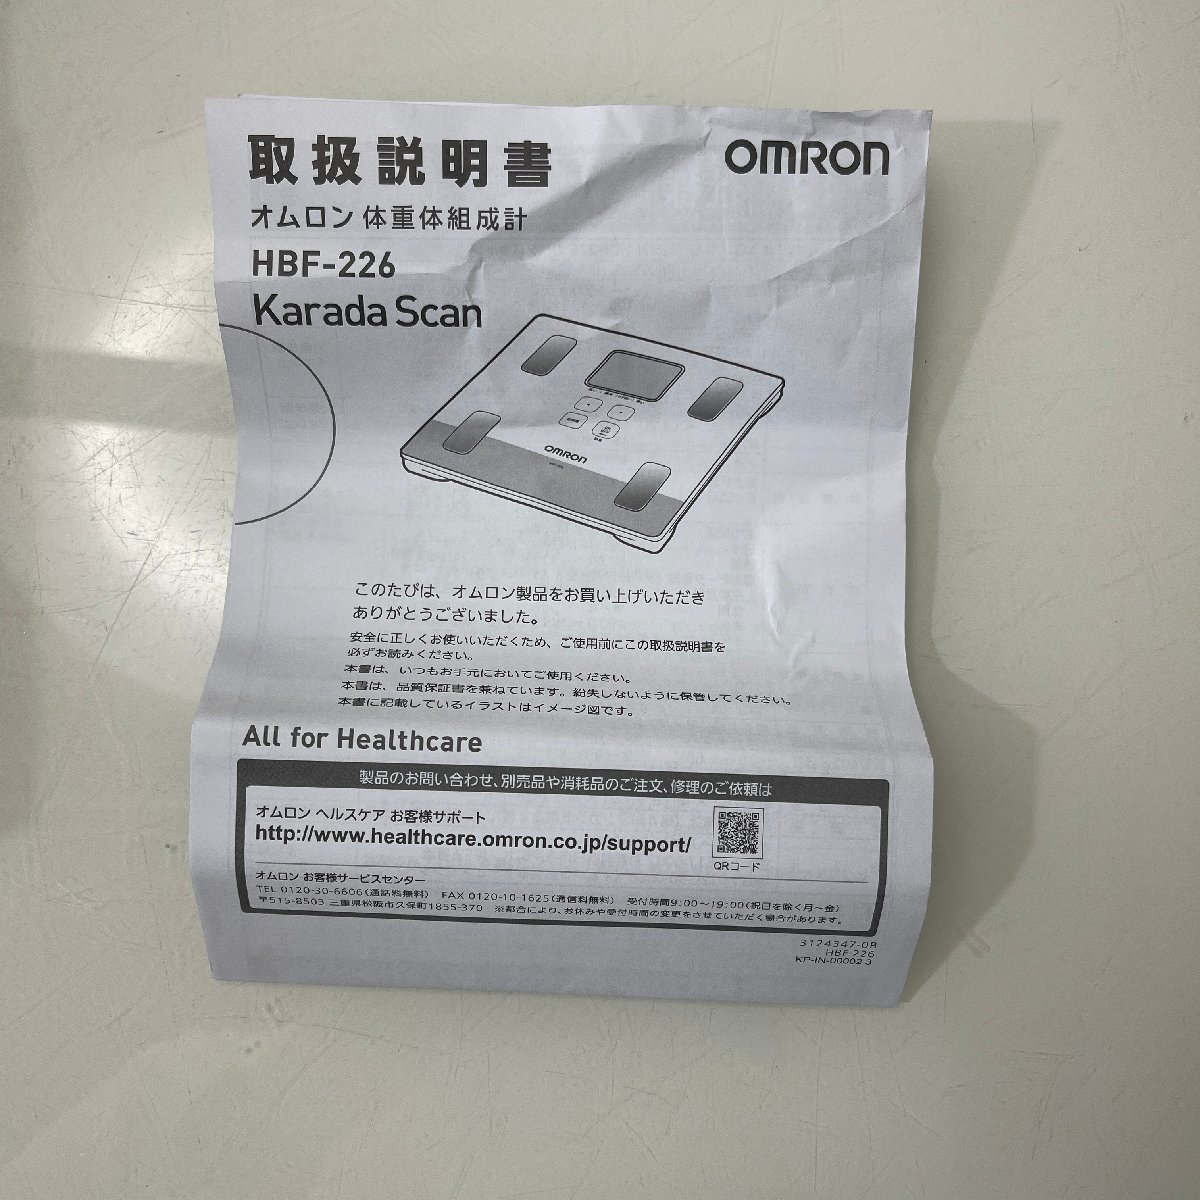 取扱説明書
OMRON
オムロン 体重体組成計
HBF-226
Karada Scan
OMRON
このたびは、オムロン製品をお買い上げいただき
ありがとうございました。
安全に正しくお使いいただくため、ご使用前にこの取扱説明書を
必ずお読みください。
本書は、いつもお手元においてご使用ください。
本書は、品質保証書を兼ねています。紛失しないように保管してください。
本書に記載しているイラストはイメージ図です。
All for Healthcare
製品のお問い合わせ、別売品や消耗品のご注文、修理のご依頼は
オムロン ヘルスケア お客様サポート
http://www.healthcare.omron.co.jp/support/
QRコード
オムロン お客様サービスセンター
TEL 0120-30-6606(通話料無料) FAX 0120-10-1625(通信料無料) 受付時間9:00〜19:00(祝日を除く月〜金)
〒515-8503 三重県松阪市久保町1855-370 ※都合により、お休みや受付時間の変更をさせていただく場合があります。
3124347-0B
HBF-226
KP-IN-00002-3